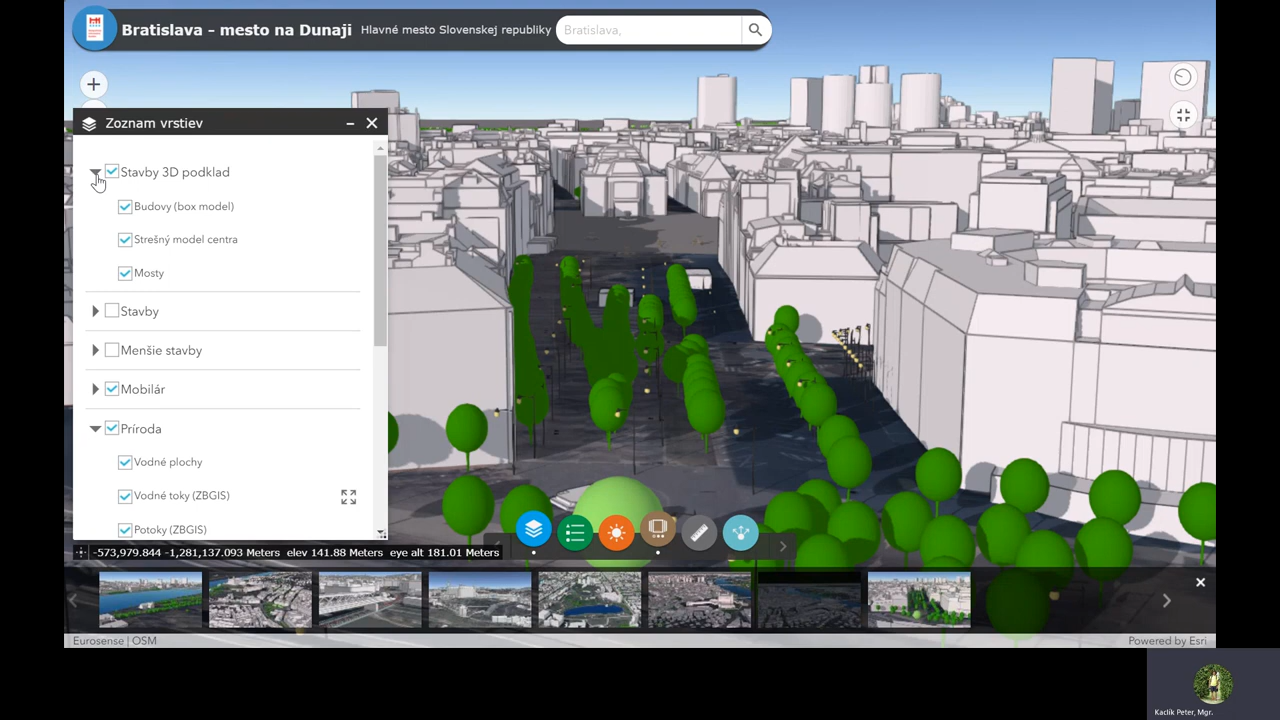 Bratislava - mesto na Dunaji Hlavné mesto Slovenskej republiky Bratislava,
Zoznam vrstiev
Stavby 3D podklad
Budovy (box model)
Strešný model centra
Mosty
Stavby
Menšie stavby
Mobilár
Príroda
Vodné plochy
Vodné toky (ZBGIS)
Potoky (ZBGIS)
-573,979.844 -1,281,137.093 Meters elev 141.88 Meters eye alt 181.01 Meters
Eurosense | OSM
Powered by Esri
Kaclík Peter, Mgr.